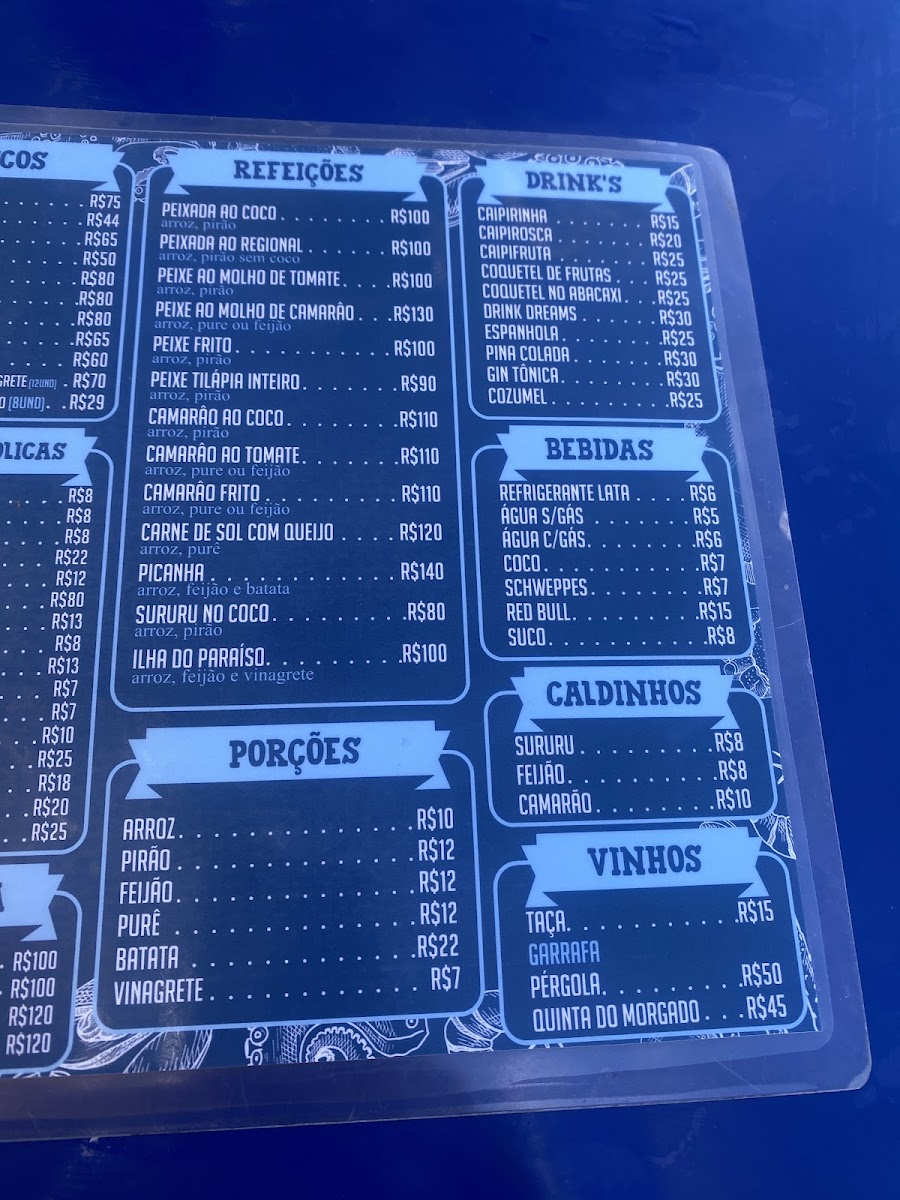 COS
R$75
R$44
R$65
R$50
R$80
R$80
R$80
R$65
R$60
GRETE (12UND) . R$70
O (8UND). . R$29
LICAS
R$8
R$8
R$8
R$22
R$12
R$80
R$13
R$8
R$13
R$7
R$7
R$10
R$25
R$18
R$20
R$25
R$100
R$100
R$120
R$120
REFEIÇÕES
PEIXADA AO COCO R$100
arroz, pirão
PEIXADA AO REGIONAL R$100
arroz, pirão sem coco
PEIXE AO MOLHO DE TOMATE R$100
arroz, pirão
PEIXE AO MOLHO DE CAMARÂO R$130
arroz, pure ou feijão
PEIXE FRITO R$100
arroz, pirão
PEIXE TILÁPIA INTEIRO R$90
arroz, pirão
CAMARÂO AO COCO R$110
arroz, pirão
CAMARÂO AO TOMATE R$110
arroz, pure ou feijão
CAMARÂO FRITO R$110
arroz, pure ou feijão
CARNE DE SOL COM QUEIJO R$120
arroz, purê
PICANHA R$140
arroz, feijão e batata
SURURU NO COCO R$80
arroz, pirão
ILHA DO PARAÍSO R$100
arroz, feijão e vinagrete
PORÇÕES
ARROZ R$10
PIRÃO R$12
FEIJÃO R$12
PURÊ R$12
BATATA R$22
VINAGRETE R$7
DRINK'S
CAIPIRINHA R$15
CAIPIROSCA R$20
CAIPIFRUTA R$25
COQUETEL DE FRUTAS R$25
COQUETEL NO ABACAXI R$25
DRINK DREAMS R$30
ESPANHOLA R$25
PINA COLADA R$30
GIN TÔNICA R$30
COZUMEL R$25
BEBIDAS
REFRIGERANTE LATA R$6
ÁGUA S/GÁS R$5
ÁGUA C/GÁS R$6
COCO R$7
SCHWEPPES R$7
RED BULL R$15
SUCO R$8
CALDINHOS
SURURU R$8
FEIJÃO R$8
CAMARÃO R$10
VINHOS
TAÇA R$15
GARRAFA
PÉRGOLA R$50
QUINTA DO MORGADO R$45